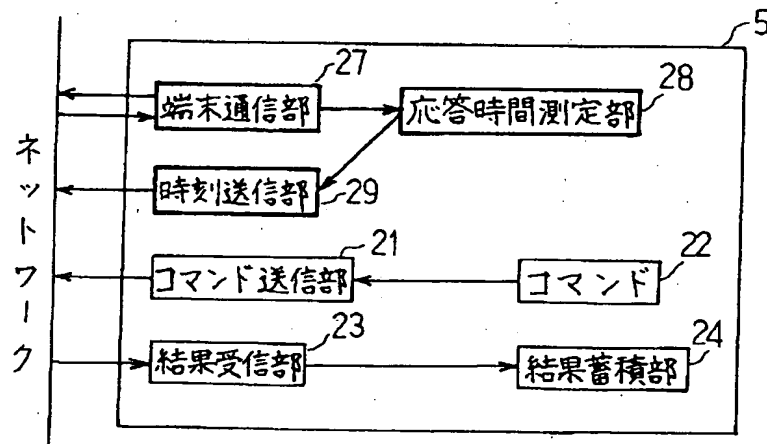 5
27
端末通信部
28
応答時間測定部
時刻送信部
29
21
コマンド送信部
22
コマンド
23
結果受信部
24
結果蓄積部
ネットワーク